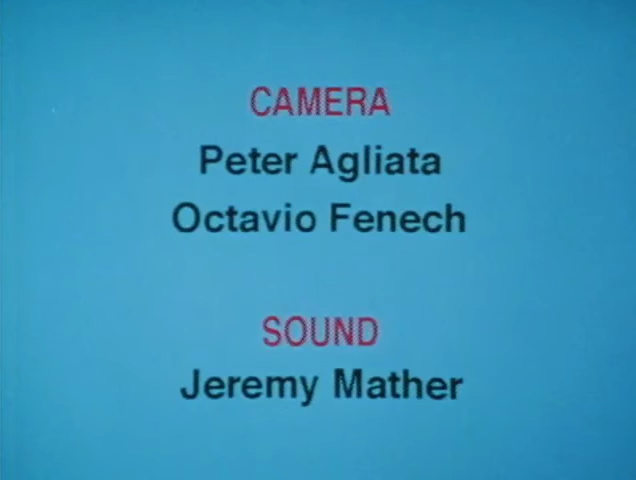 CAMERA
Peter Agliata
Octavio Fenech
SOUND
Jeremy Mather